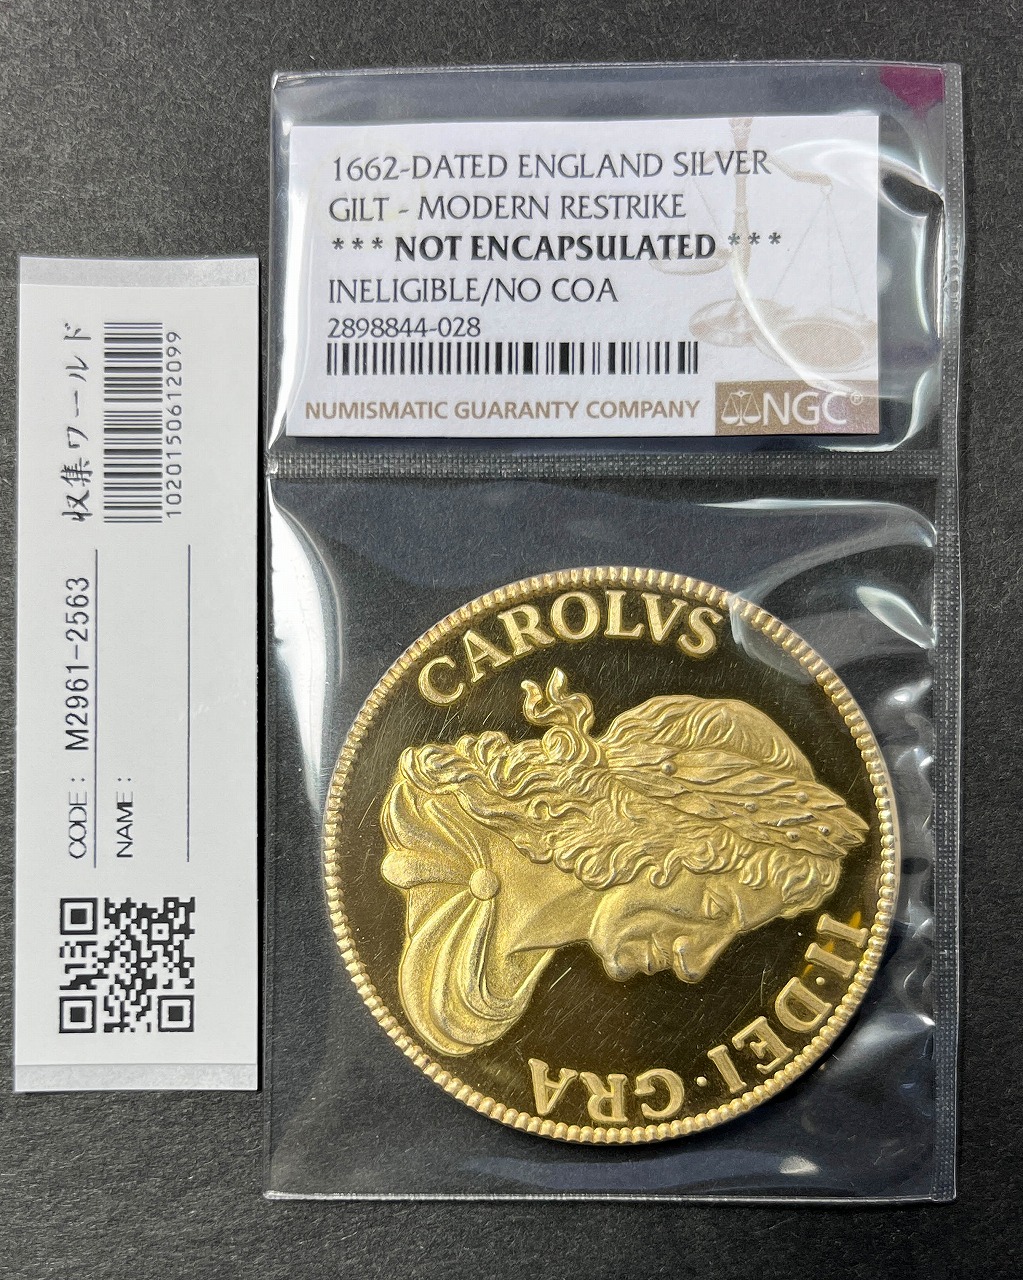 1662-DATED ENGLAND SILVER
GILT - MODERN RESTRIKE
*** NOT ENCAPSULATED ***
INELIGIBLE/NO COA
2898844-028
NUMISMATIC GUARANTY COMPANY
NGC®
収集ワールド
1020150612099
CODE: M2961-2563
NAME:
CAROLVS
II·DEI·GRA